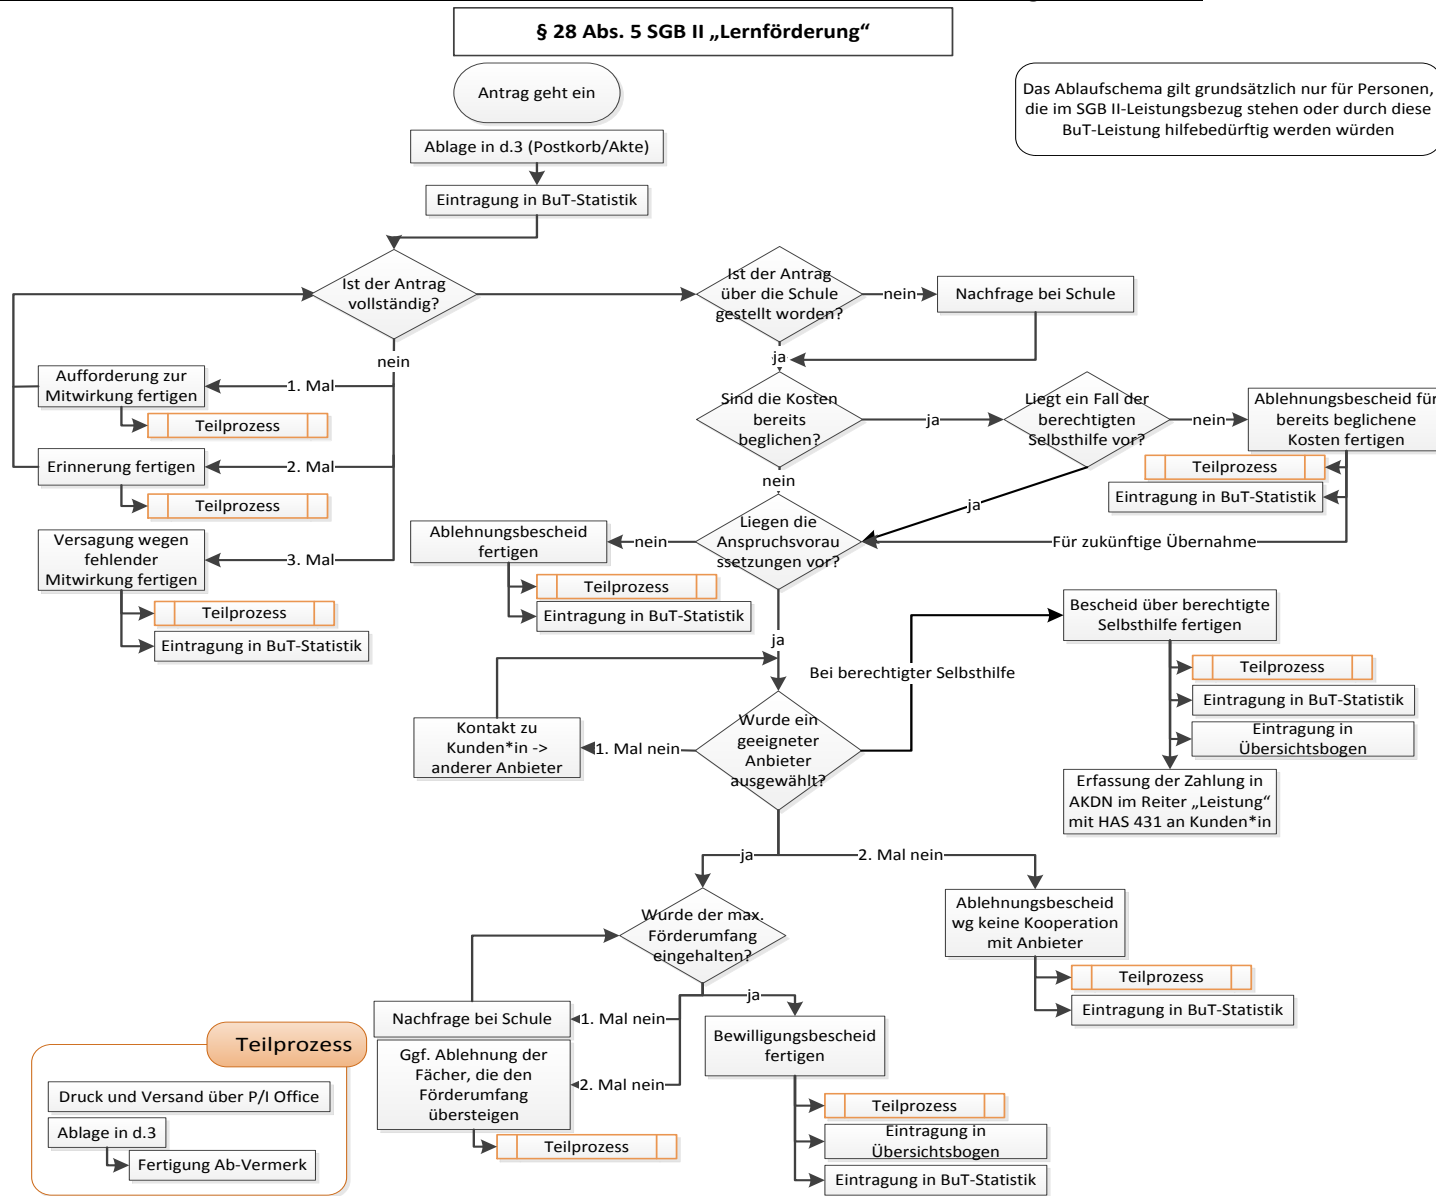 § 28 Abs. 5 SGB II „Lernförderung“
Antrag geht ein
Das Ablaufschema gilt grundsätzlich nur für Personen,
die im SGB II-Leistungsbezug stehen oder durch diese
BuT-Leistung hilfebedürftig werden würden
Ablage in d.3 (Postkorb/Akte)
Eintragung in BuT-Statistik
Ist der Antrag
vollständig?
Ist der Antrag
über die Schule
gestellt worden?
nein
Nachfrage bei Schule
nein
ja
Aufforderung zur
Mitwirkung fertigen
1. Mal
Teilprozess
Erinnerung fertigen
2. Mal
Teilprozess
Versagung wegen
fehlender
Mitwirkung fertigen
3. Mal
Teilprozess
Eintragung in BuT-Statistik
Sind die Kosten
bereits
beglichen?
ja
Liegt ein Fall der
berechtigten
Selbsthilfe vor?
nein
Ablehnungsbescheid für
bereits beglichene
Kosten fertigen
Teilprozess
Eintragung in BuT-Statistik
nein
ja
Für zukünftige Übernahme
Liegen die
Anspruchsvorau
ssetzungen vor?
nein
Ablehnungsbescheid
fertigen
Teilprozess
Eintragung in BuT-Statistik
ja
Bei berechtigter Selbsthilfe
Bescheid über berechtigte
Selbsthilfe fertigen
Teilprozess
Eintragung in BuT-Statistik
Eintragung in
Übersichtsbogen
Erfassung der Zahlung in
AKDN im Reiter „Leistung“
mit HAS 431 an Kunden*in
Wurde ein
geeigneter
Anbieter
ausgewählt?
1. Mal nein
Kontakt zu
Kunden*in ->
anderer Anbieter
ja
2. Mal nein
Ablehnungsbescheid
wg keine Kooperation
mit Anbieter
Teilprozess
Eintragung in BuT-Statistik
Wurde der max.
Förderumfang
eingehalten?
1. Mal nein
Nachfrage bei Schule
2. Mal nein
Ggf. Ablehnung der
Fächer, die den
Förderumfang
übersteigen
Teilprozess
ja
Bewilligungsbescheid
fertigen
Teilprozess
Eintragung in
Übersichtsbogen
Eintragung in BuT-Statistik
Teilprozess
Druck und Versand über P/I Office
Ablage in d.3
Fertigung Ab-Vermerk